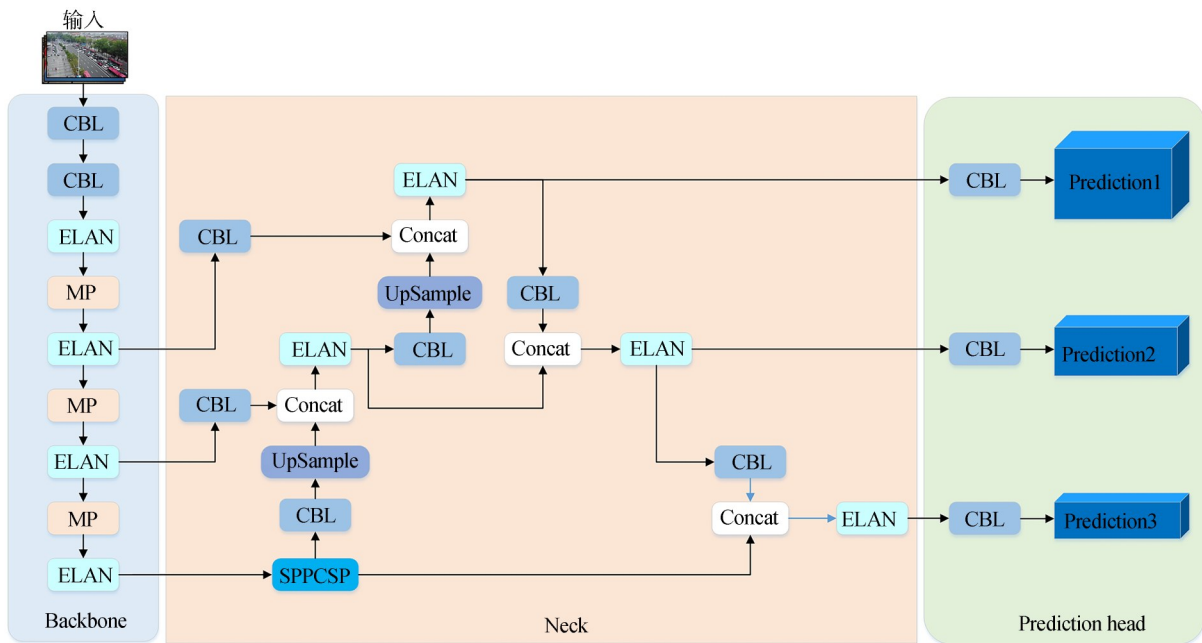 输入
CBL
CBL
ELAN
MP
ELAN
MP
ELAN
MP
ELAN
Backbone
ELAN
CBL
Concat
UpSample
CBL
ELAN
CBL
Concat
ELAN
CBL
CBL
Concat
UpSample
CBL
CBL
Concat
ELAN
SPPCSP
Neck
CBL
Prediction1
CBL
Prediction2
CBL
Prediction3
Prediction head